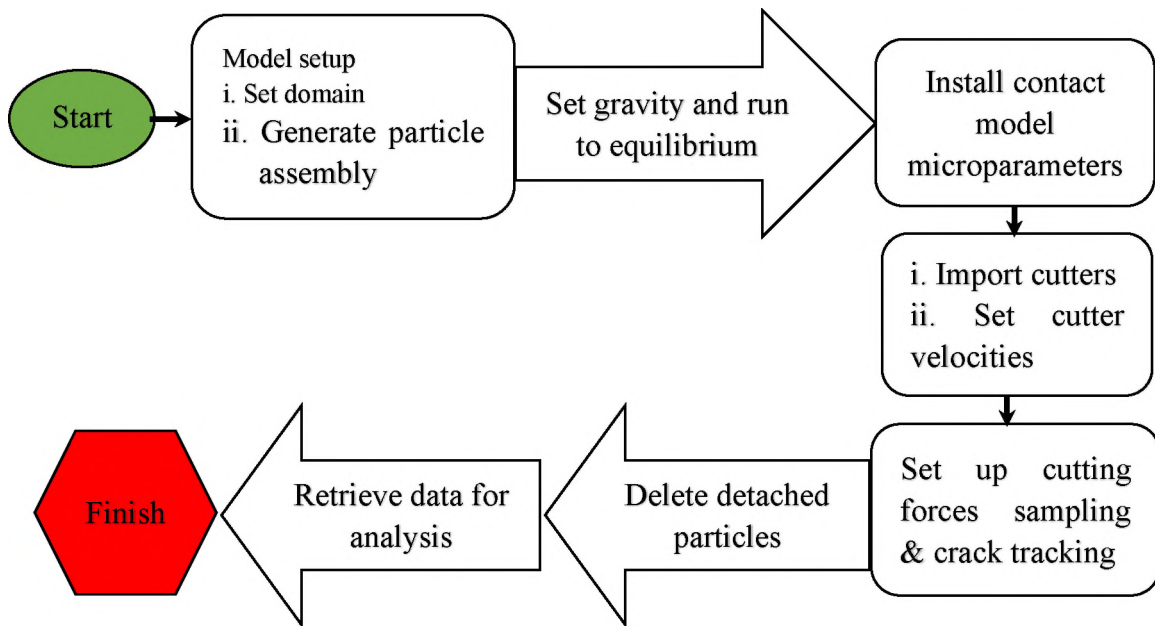 Start
Model setup
i. Set domain
ii. Generate particle
assembly
Set gravity and run
to equilibrium
Install contact
model
microparameters
i. Import cutters
ii. Set cutter
velocities
Set up cutting
forces sampling
& crack tracking
Delete detached
particles
Retrieve data for
analysis
Finish